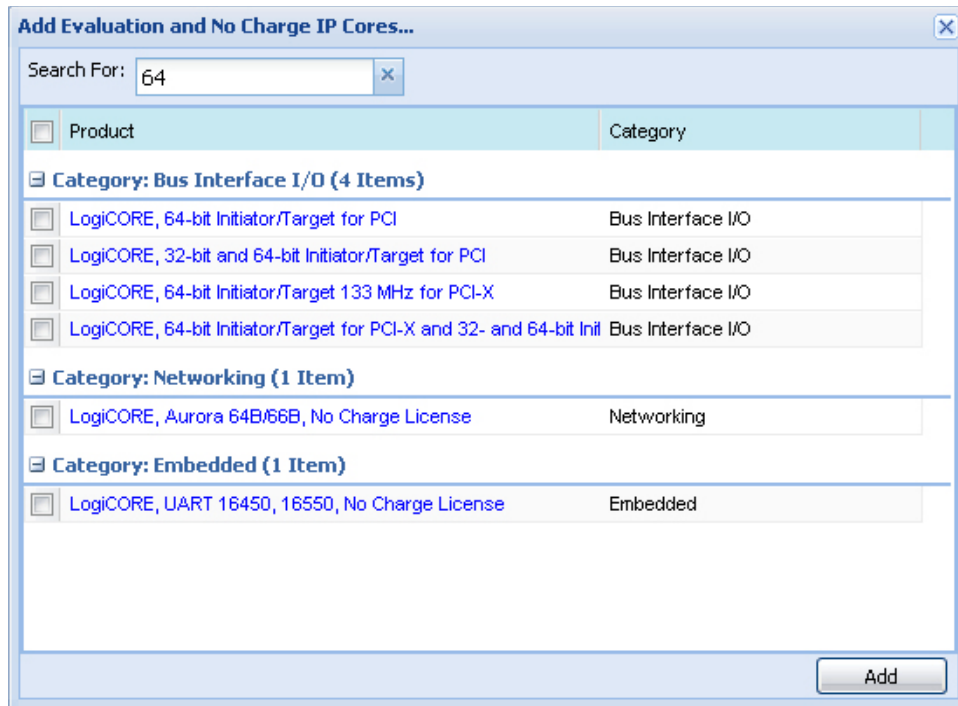 Add Evaluation and No Charge IP Cores...
Search For: 64
Product Category
Category: Bus Interface I/O (4 Items)
LogiCORE, 64-bit Initiator/Target for PCI Bus Interface I/O
LogiCORE, 32-bit and 64-bit Initiator/Target for PCI Bus Interface I/O
LogiCORE, 64-bit Initiator/Target 133 MHz for PCI-X Bus Interface I/O
LogiCORE, 64-bit Initiator/Target for PCI-X and 32- and 64-bit Init Bus Interface I/O
Category: Networking (1 Item)
LogiCORE, Aurora 64B/66B, No Charge License Networking
Category: Embedded (1 Item)
LogiCORE, UART 16450, 16550, No Charge License Embedded
Add